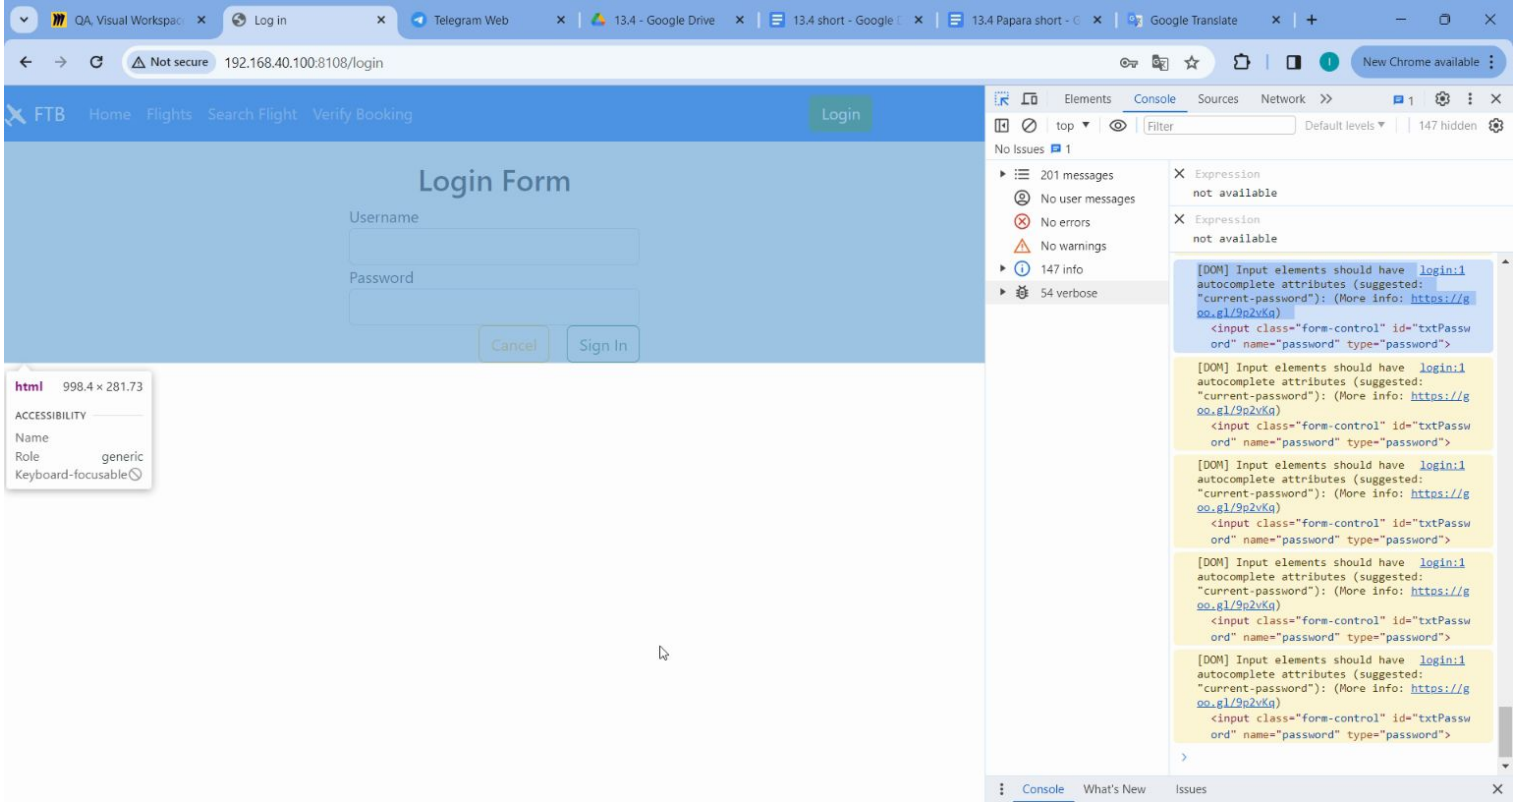 QA, Visual Workspac
Log in
Telegram Web
13.4 - Google Drive
13.4 short - Google D
13.4 Papara short - G
Google Translate
Not secure
192.168.40.100:8108/login
New Chrome available
FTB
Home
Flights
Search Flight
Verify Booking
Login
Login Form
Username
Password
Cancel
Sign In
html 998.4 × 281.73
ACCESSIBILITY
Name
Role generic
Keyboard-focusable
Elements
Console
Sources
Network
1
top
Filter
Default levels
147 hidden
No Issues 1
201 messages
No user messages
No errors
No warnings
147 info
54 verbose
Expression
not available
Expression
not available
[DOM] Input elements should have login:1
autocomplete attributes (suggested:
"current-password"): (More info: https://g
oo.gl/9p2vKq)
<input class="form-control" id="txtPassw
ord" name="password" type="password">
[DOM] Input elements should have login:1
autocomplete attributes (suggested:
"current-password"): (More info: https://g
oo.gl/9p2vKq)
<input class="form-control" id="txtPassw
ord" name="password" type="password">
[DOM] Input elements should have login:1
autocomplete attributes (suggested:
"current-password"): (More info: https://g
oo.gl/9p2vKq)
<input class="form-control" id="txtPassw
ord" name="password" type="password">
[DOM] Input elements should have login:1
autocomplete attributes (suggested:
"current-password"): (More info: https://g
oo.gl/9p2vKq)
<input class="form-control" id="txtPassw
ord" name="password" type="password">
[DOM] Input elements should have login:1
autocomplete attributes (suggested:
"current-password"): (More info: https://g
oo.gl/9p2vKq)
<input class="form-control" id="txtPassw
ord" name="password" type="password">
Console
What's New
Issues